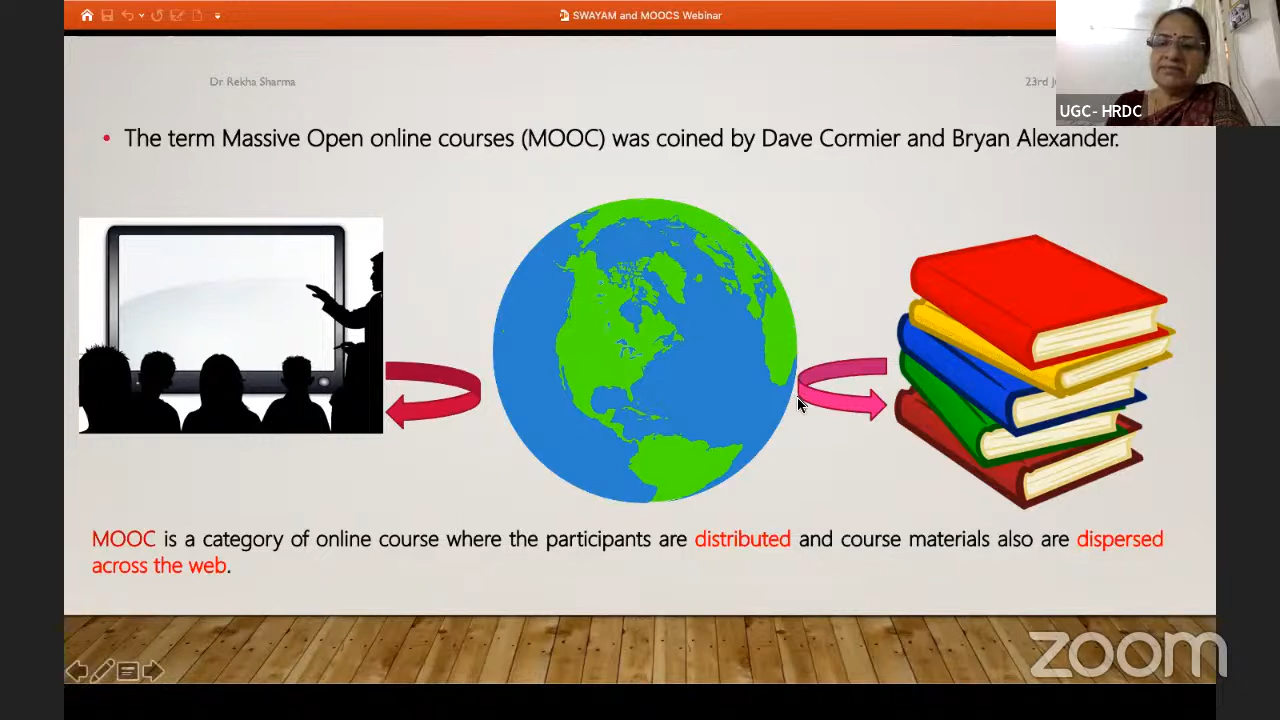 SWAYAM and MOOCS Webinar
Dr Rekha Sharma
23rd
UGC- HRDC
• The term Massive Open online courses (MOOC) was coined by Dave Cormier and Bryan Alexander.
MOOC is a category of online course where the participants are distributed and course materials also are dispersed
across the web.
zoom